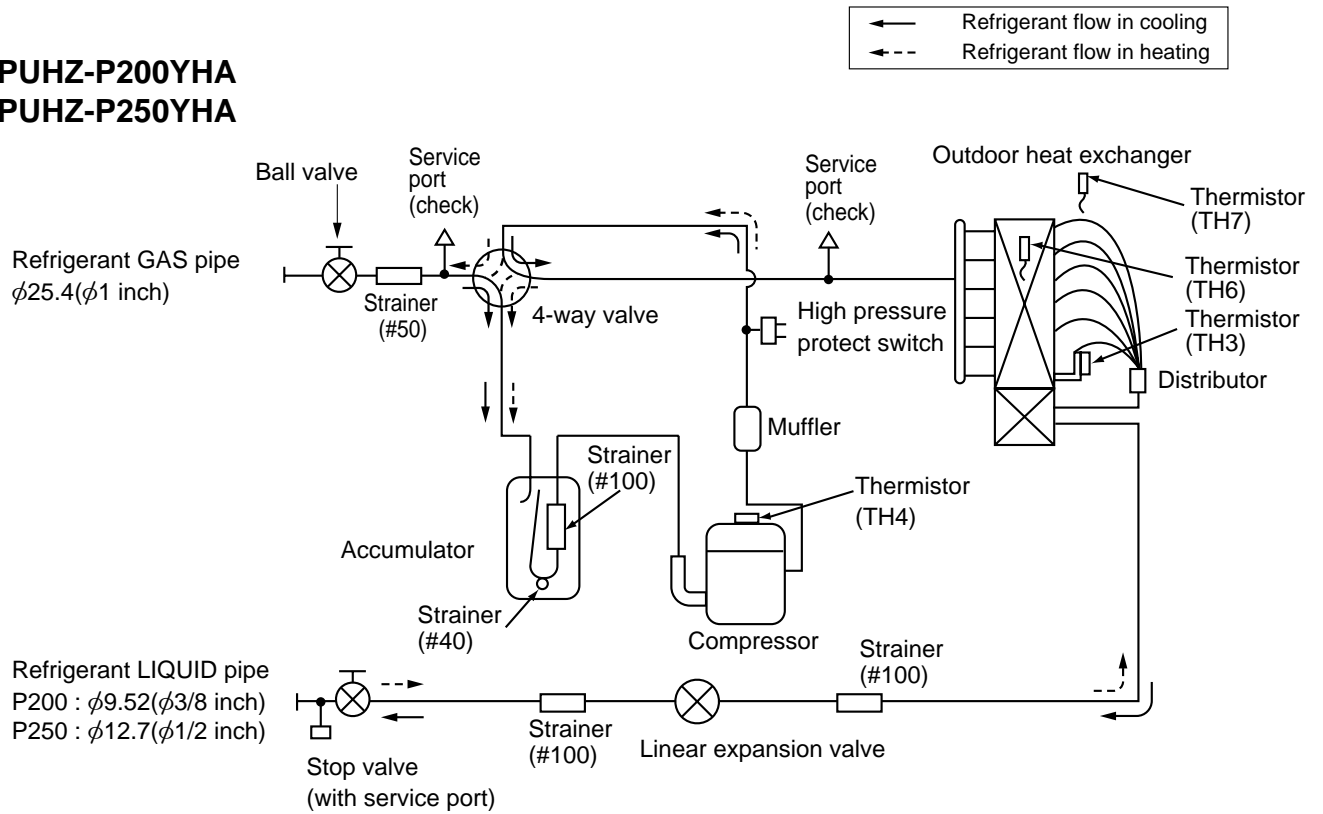 Refrigerant flow in cooling
Refrigerant flow in heating
PUHZ-P200YHA
PUHZ-P250YHA
Ball valve
Service
port
(check)
Service
port
(check)
Outdoor heat exchanger
Thermistor
(TH7)
Refrigerant GAS pipe
ϕ25.4(ϕ1 inch)
Strainer
(#50)
4-way valve
High pressure
protect switch
Thermistor
(TH6)
Thermistor
(TH3)
Distributor
Muffler
Strainer
(#100)
Thermistor
(TH4)
Accumulator
Strainer
(#40)
Compressor
Strainer
(#100)
Refrigerant LIQUID pipe
P200 : ϕ9.52(ϕ3/8 inch)
P250 : ϕ12.7(ϕ1/2 inch)
Strainer
(#100)
Linear expansion valve
Stop valve
(with service port)